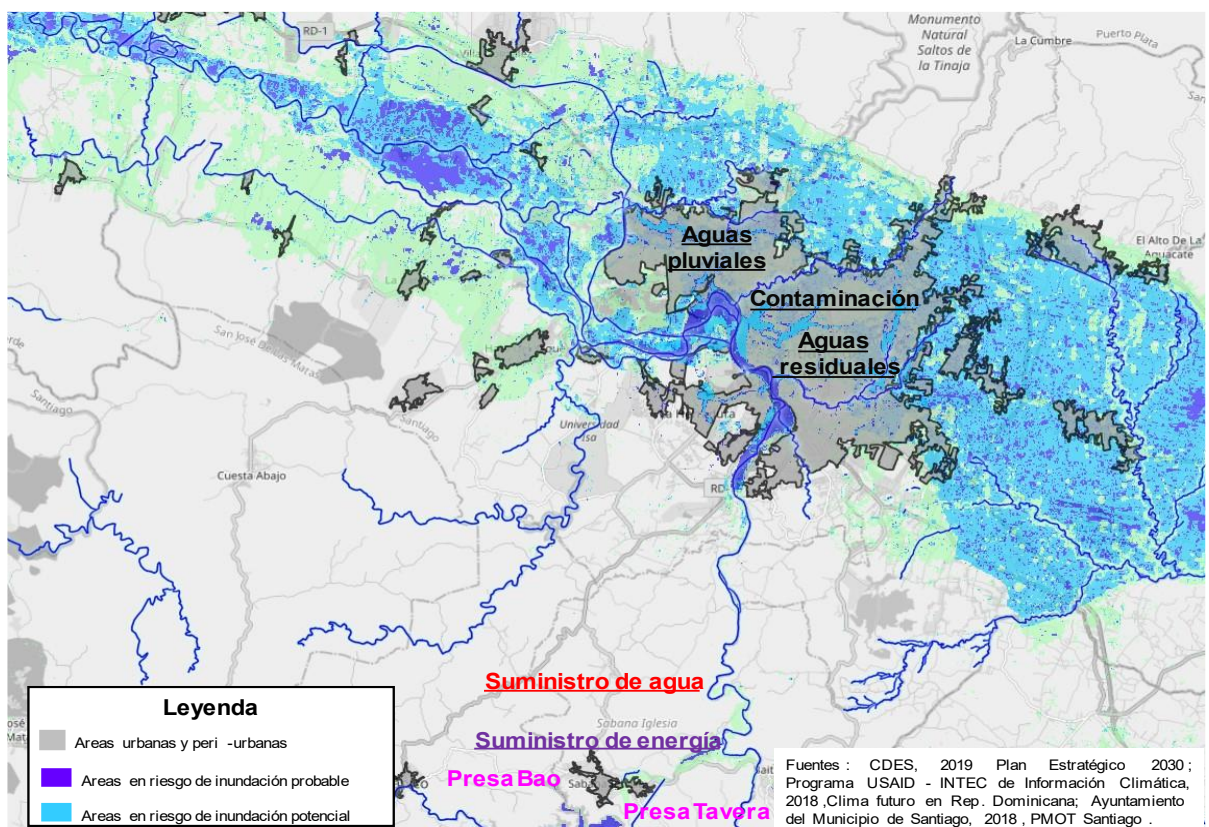 Monumento
Natural
Saltos de
la Tinaja
La Cumbre
Puerto Plata
RD-1
El Alto De La
Aguacate
Aguas
pluviales
Contaminación
Aguas
residuales
San José De Las Matas
Santiago
Santiago
Universidad
Isa
Cuesta Abajo
RD-
Suministro de agua
Sabana Iglesia
Suministro de energía
Presa Bao
Presa Tavera
Leyenda
Areas urbanas y peri -urbanas
Areas en riesgo de inundación probable
Areas en riesgo de inundación potencial
Fuentes : CDES, 2019 Plan Estratégico 2030 ;
Programa USAID - INTEC de Información Climática,
2018 ,Clima futuro en Rep. Dominicana; Ayuntamiento
del Municipio de Santiago, 2018 , PMOT Santiago .